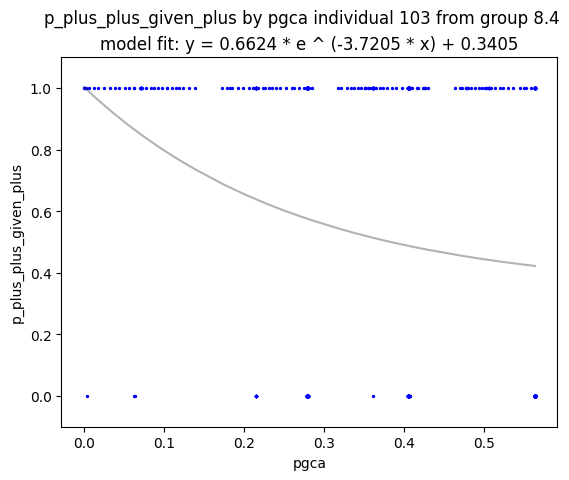 p_plus_plus_given_plus by pgca individual 103 from group 8.4
model fit: y = 0.6624 * e ^ (-3.7205 * x) + 0.3405
1.0
0.8
0.6
0.4
0.2
0.0
p_plus_plus_given_plus
0.0 0.1 0.2 0.3 0.4 0.5
pgca